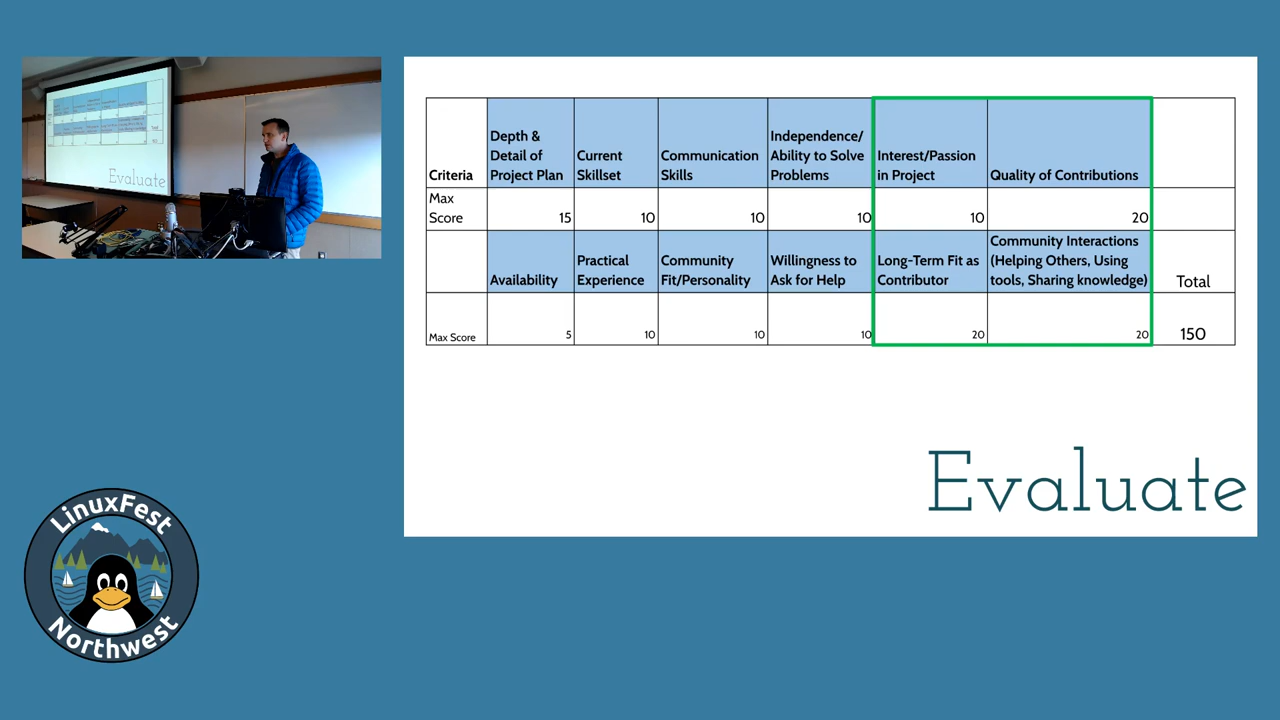 Criteria
Depth &
Detail of
Project Plan
Current
Skillset
Communication
Skills
Independence/
Ability to Solve
Problems
Interest/Passion
in Project
Quality of Contributions
Max
Score
15
10
10
10
10
20
Availability
Practical
Experience
Community
Fit/Personality
Willingness to
Ask for Help
Long-Term Fit as
Contributor
Community Interactions
(Helping Others, Using
tools, Sharing knowledge)
Total
Max Score
5
10
10
10
20
20
150
Evaluate
Evaluate
LinuxFest
Northwest